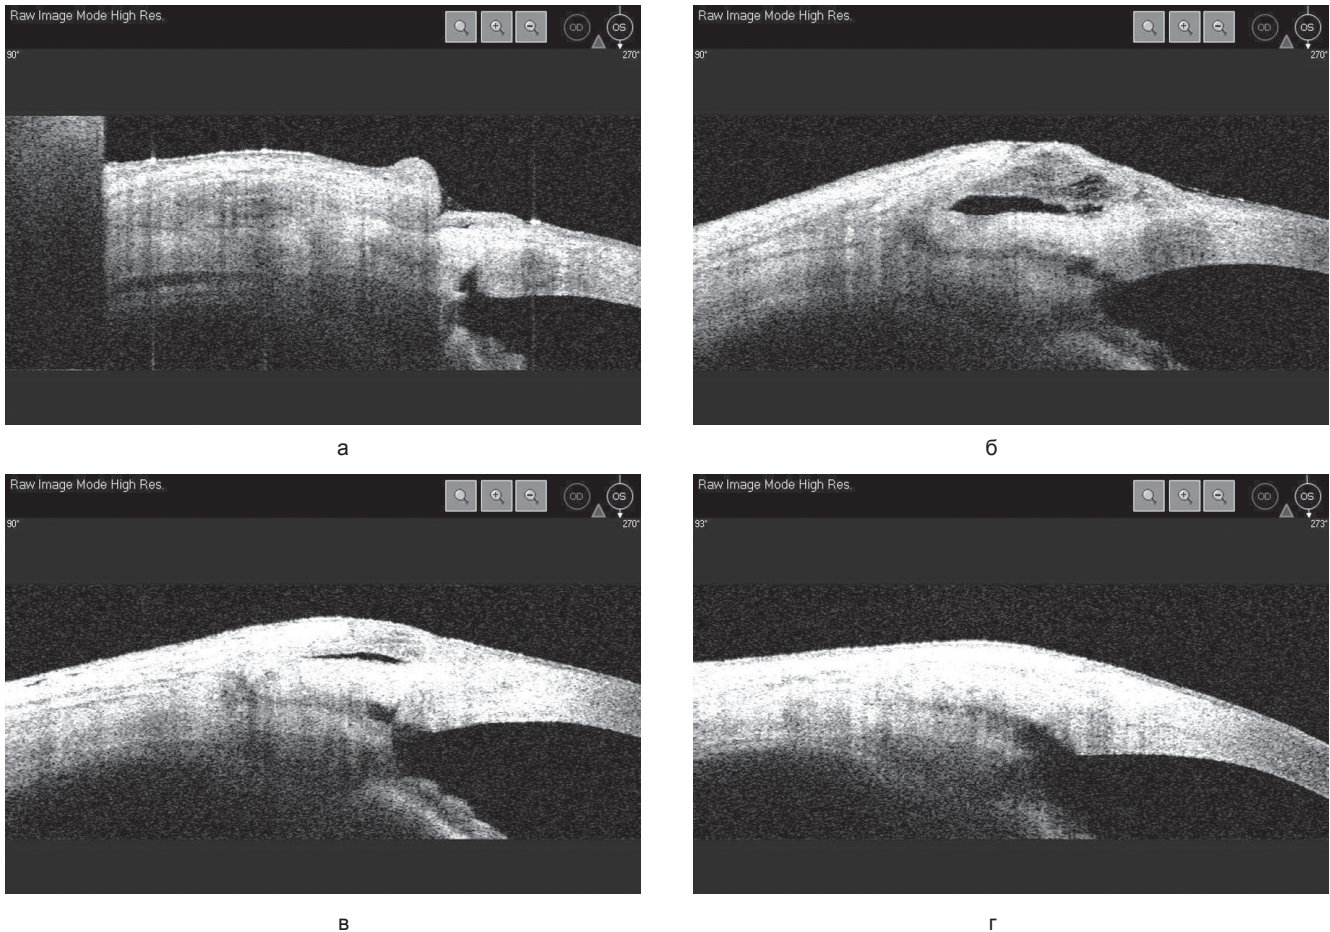 Raw Image Mode High Res.
OD OS
90° 270°
а
Raw Image Mode High Res.
OD OS
90° 270°
б
Raw Image Mode High Res.
OD OS
90° 270°
в
Raw Image Mode High Res.
OD OS
93° 273°
г